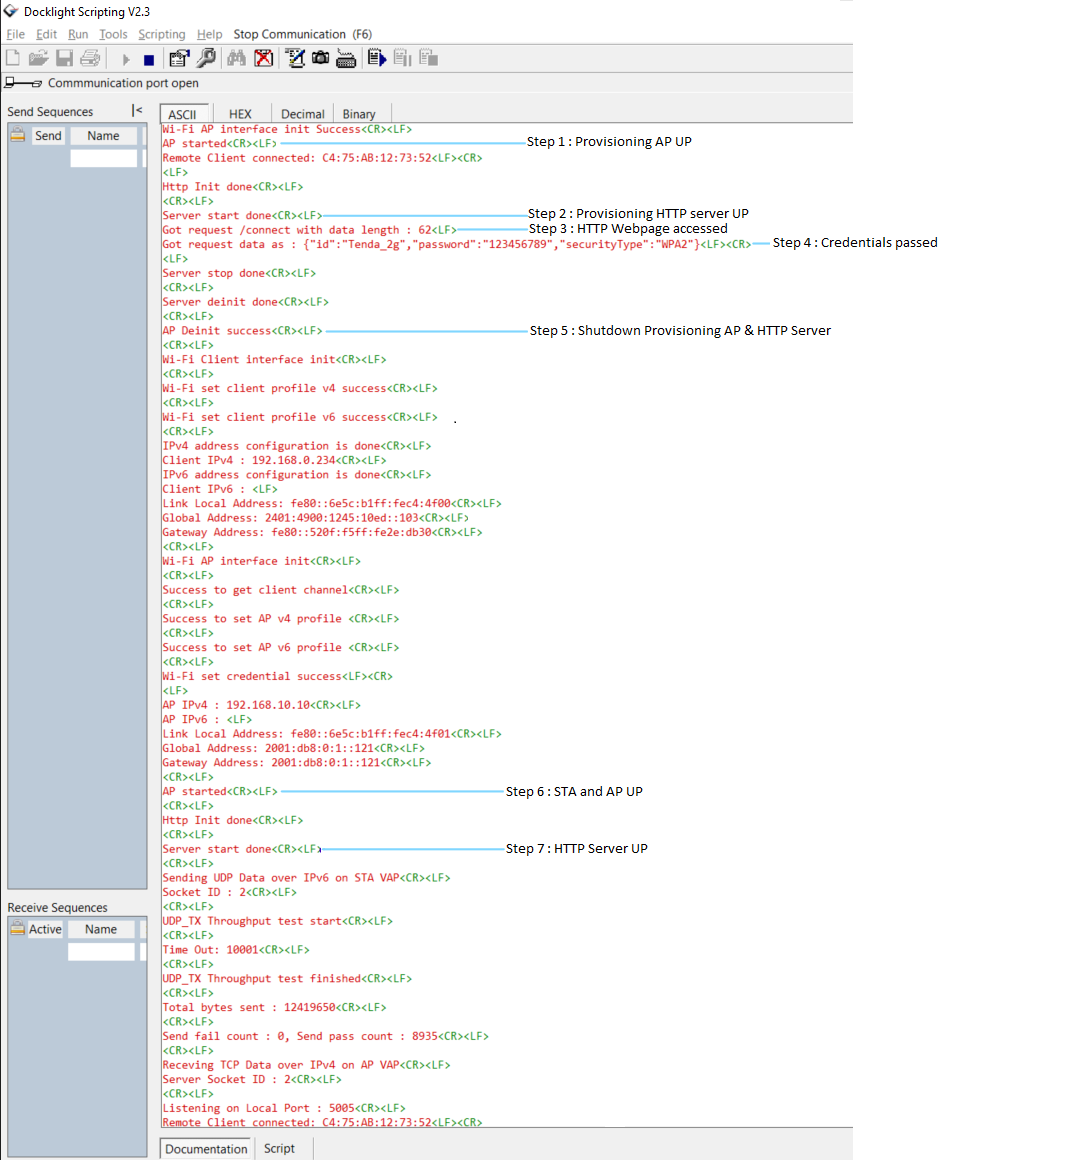 Docklight Scripting V2.3
File Edit Run Tools Scripting Help Stop Communication (F6)
Commmunication port open
Send Sequences
Send Name
ASCII HEX Decimal Binary
Wi-Fi AP interface init Success<CR><LF>
AP started<CR><LF> Step 1 : Provisioning AP UP
Remote Client connected: C4:75:AB:12:73:52<LF><CR>
<LF>
Http Init done<CR><LF>
<CR><LF>
Server start done<CR><LF> Step 2 : Provisioning HTTP server UP
Got request /connect with data length : 62<LF> Step 3 : HTTP Webpage accessed
Got request data as : {"id":"Tenda_2g","password":"123456789","securityType":"WPA2"}<LF><CR> Step 4 : Credentials passed
<LF>
Server stop done<CR><LF>
<CR><LF>
Server deinit done<CR><LF>
<CR><LF>
AP Deinit success<CR><LF> Step 5 : Shutdown Provisioning AP & HTTP Server
<CR><LF>
Wi-Fi Client interface init<CR><LF>
<CR><LF>
Wi-Fi set client profile v4 success<CR><LF>
<CR><LF>
Wi-Fi set client profile v6 success<CR><LF> .
<CR><LF>
IPv4 address configuration is done<CR><LF>
Client IPv4 : 192.168.0.234<CR><LF>
IPv6 address configuration is done<CR><LF>
Client IPv6 : <LF>
Link Local Address: fe80::6e5c:b1ff:fec4:4f00<CR><LF>
Global Address: 2401:4900:1245:10ed::103<CR><LF>
Gateway Address: fe80::520f:f5ff:fe2e:db30<CR><LF>
<CR><LF>
Wi-Fi AP interface init<CR><LF>
<CR><LF>
Success to get client channel<CR><LF>
<CR><LF>
Success to set AP v4 profile <CR><LF>
<CR><LF>
Success to set AP v6 profile <CR><LF>
<CR><LF>
Wi-Fi set credential success<LF><CR>
<LF>
AP IPv4 : 192.168.10.10<CR><LF>
AP IPv6 : <LF>
Link Local Address: fe80::6e5c:b1ff:fec4:4f01<CR><LF>
Global Address: 2001:db8:0:1::121<CR><LF>
Gateway Address: 2001:db8:0:1::121<CR><LF>
<CR><LF>
AP started<CR><LF> Step 6 : STA and AP UP
<CR><LF>
Http Init done<CR><LF>
<CR><LF>
Server start done<CR><LF> Step 7 : HTTP Server UP
<CR><LF>
Sending UDP Data over IPv6 on STA VAP<CR><LF>
Socket ID : 2<CR><LF>
<CR><LF>
UDP_TX Throughput test start<CR><LF>
<CR><LF>
Time Out: 10001<CR><LF>
<CR><LF>
UDP_TX Throughput test finished<CR><LF>
<CR><LF>
Total bytes sent : 12419650<CR><LF>
<CR><LF>
Send fail count : 0, Send pass count : 8935<CR><LF>
<CR><LF>
Receving TCP Data over IPv4 on AP VAP<CR><LF>
Server Socket ID : 2<CR><LF>
<CR><LF>
Listening on Local Port : 5005<CR><LF>
Remote Client connected: C4:75:AB:12:73:52<LF><CR>
Receive Sequences
Active Name
Documentation Script